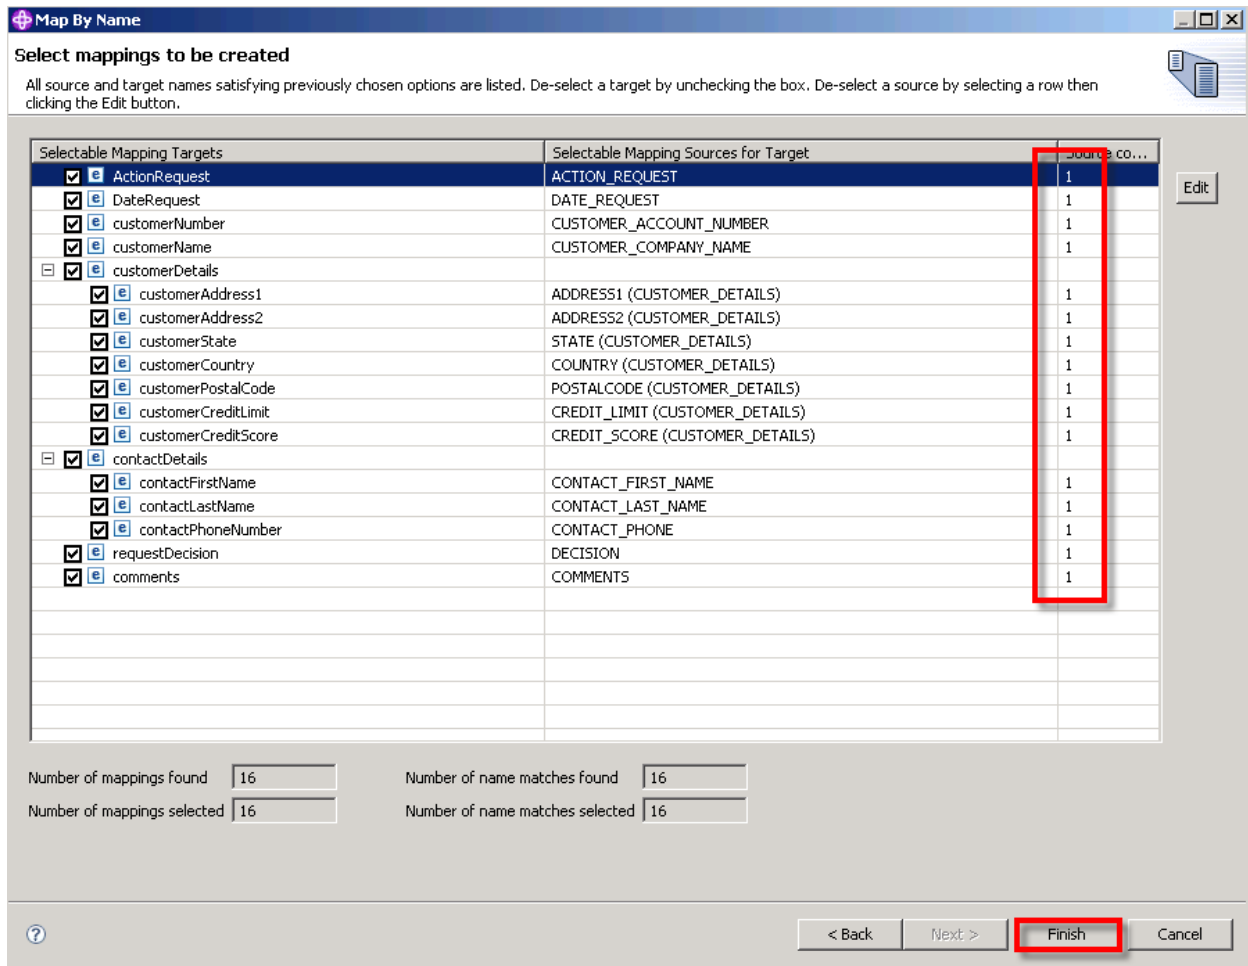 Map By Name
Select mappings to be created
All source and target names satisfying previously chosen options are listed. De-select a target by unchecking the box. De-select a source by selecting a row then
clicking the Edit button.
Selectable Mapping Targets Selectable Mapping Sources for Target Source co...
ActionRequest ACTION_REQUEST 1
Edit
DateRequest DATE_REQUEST 1
customerNumber CUSTOMER_ACCOUNT_NUMBER 1
customerName CUSTOMER_COMPANY_NAME 1
customerDetails
customerAddress1 ADDRESS1 (CUSTOMER_DETAILS) 1
customerAddress2 ADDRESS2 (CUSTOMER_DETAILS) 1
customerState STATE (CUSTOMER_DETAILS) 1
customerCountry COUNTRY (CUSTOMER_DETAILS) 1
customerPostalCode POSTALCODE (CUSTOMER_DETAILS) 1
customerCreditLimit CREDIT_LIMIT (CUSTOMER_DETAILS) 1
customerCreditScore CREDIT_SCORE (CUSTOMER_DETAILS) 1
contactDetails
contactFirstName CONTACT_FIRST_NAME 1
contactLastName CONTACT_LAST_NAME 1
contactPhoneNumber CONTACT_PHONE 1
requestDecision DECISION 1
comments COMMENTS 1
Number of mappings found 16 Number of name matches found 16
Number of mappings selected 16 Number of name matches selected 16
< Back Next > Finish Cancel